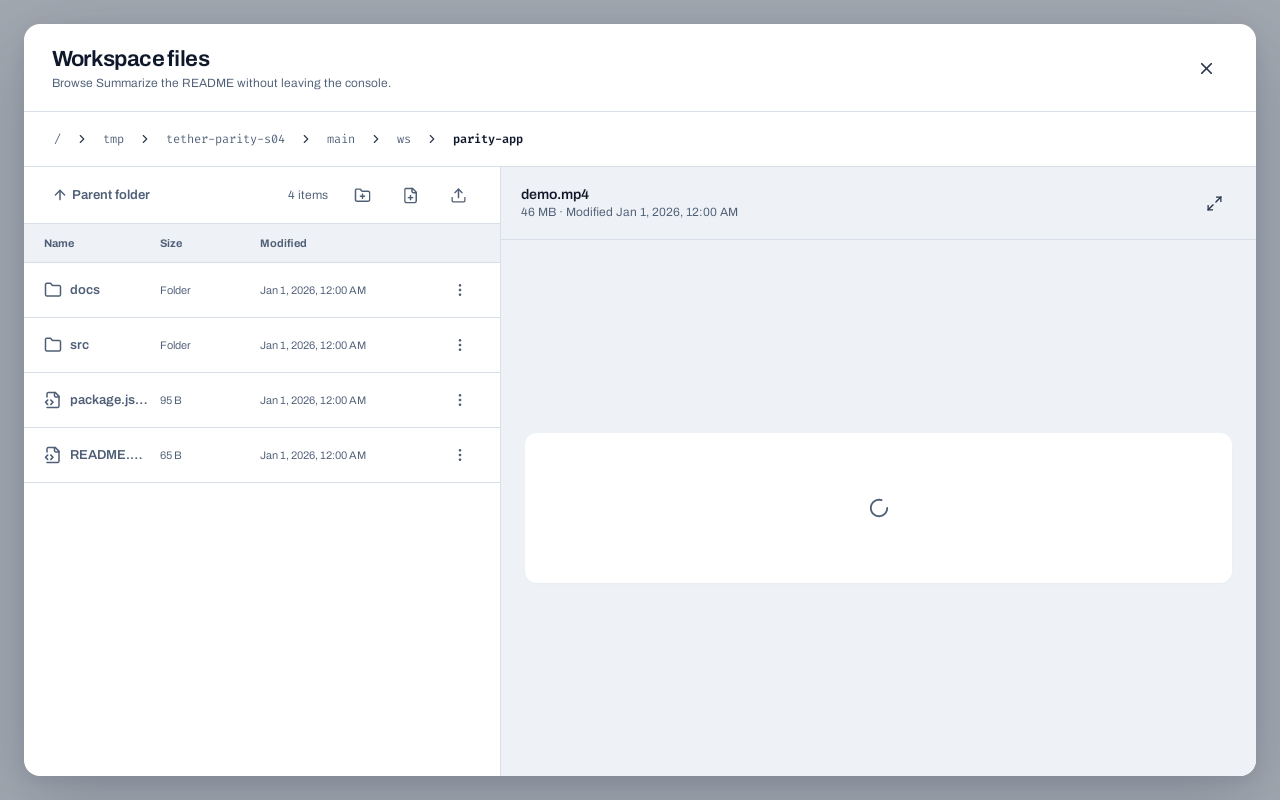 Workspace files
Browse Summarize the README without leaving the console.
/ tmp tether-parity-s04 main ws parity-app
Parent folder 4 items
demo.mp4
46 MB · Modified Jan 1, 2026, 12:00 AM
Name Size Modified
docs Folder Jan 1, 2026, 12:00 AM
src Folder Jan 1, 2026, 12:00 AM
package.js... 95 B Jan 1, 2026, 12:00 AM
README.... 65 B Jan 1, 2026, 12:00 AM